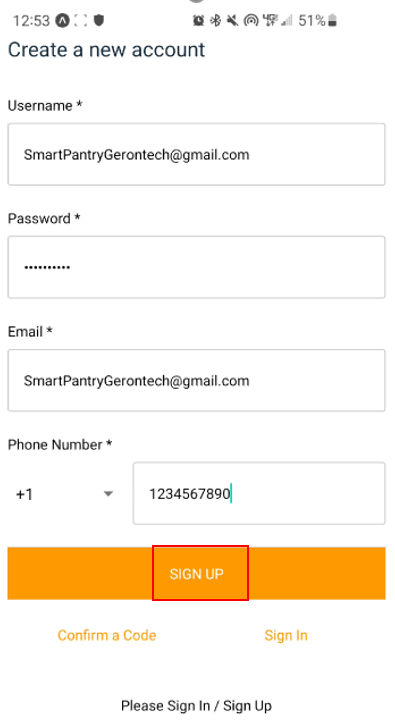 12:53 51%
Create a new account
Username *
SmartPantryGerontech@gmail.com
Password *
••••••••••
Email *
SmartPantryGerontech@gmail.com
Phone Number *
+1 1234567890
SIGN UP
Confirm a Code Sign In
Please Sign In / Sign Up